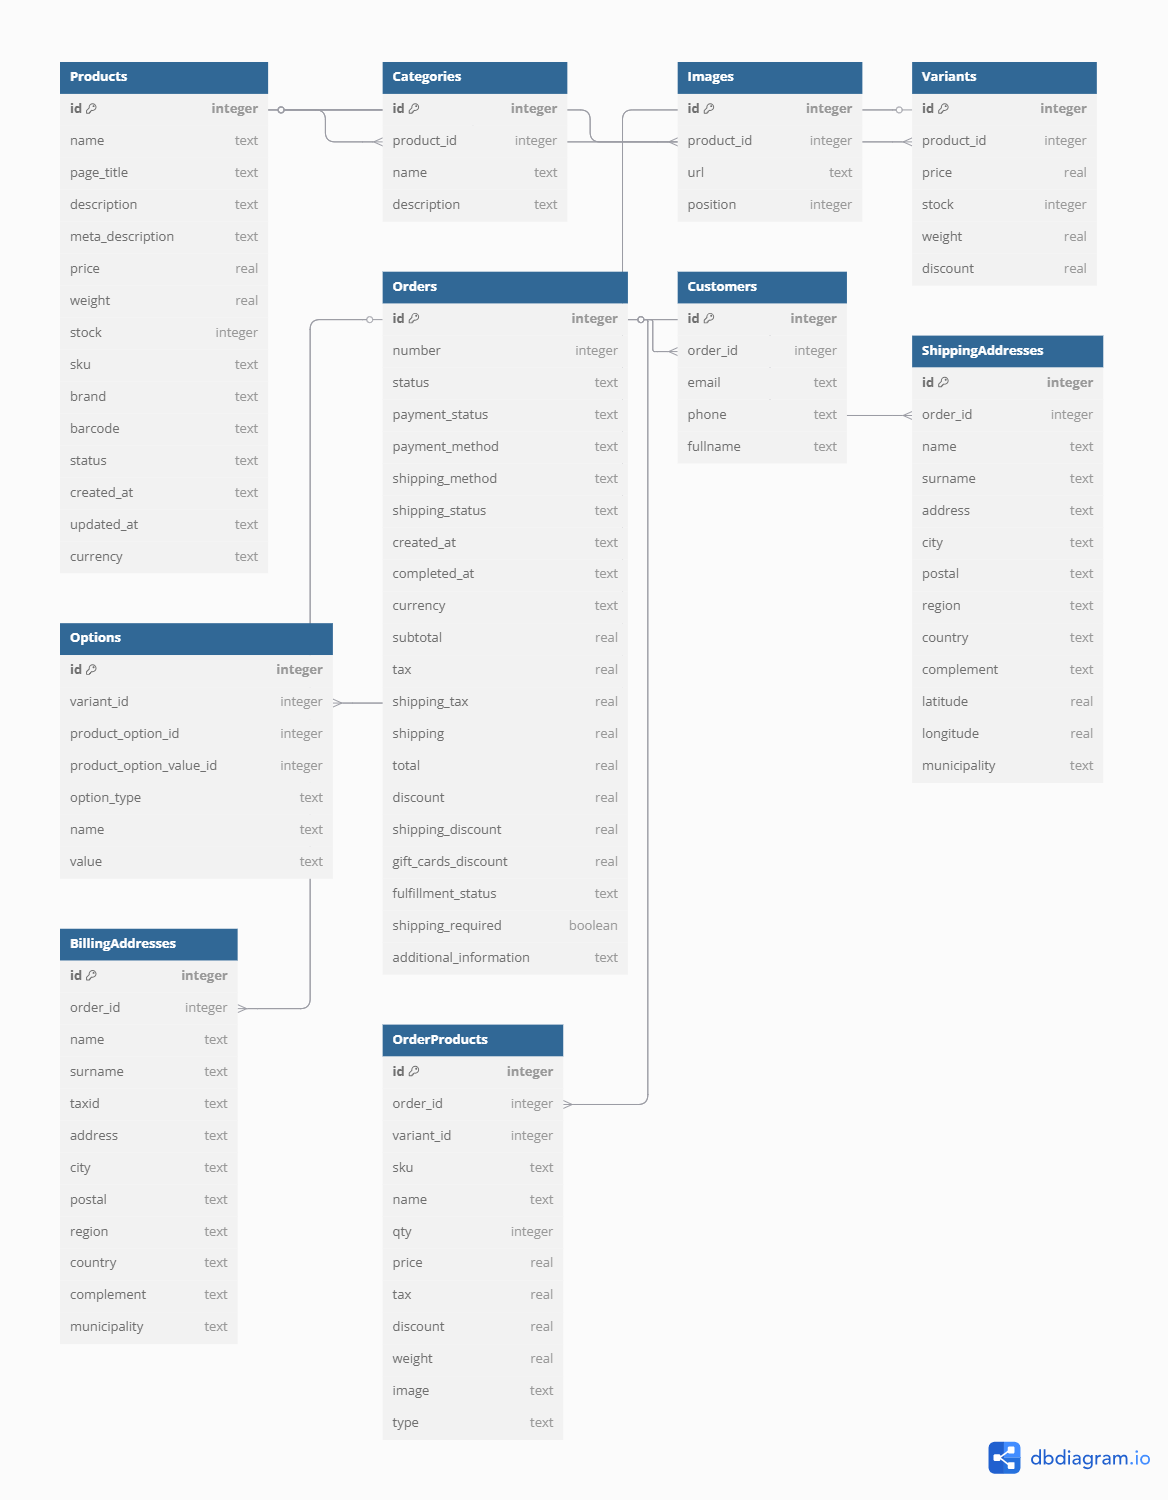 Products
id integer
name text
page_title text
description text
meta_description text
price real
weight real
stock integer
sku text
brand text
barcode text
status text
created_at text
updated_at text
currency text
Categories
id integer
product_id integer
name text
description text
Images
id integer
product_id integer
url text
position integer
Variants
id integer
product_id integer
price real
stock integer
weight real
discount real
Orders
id integer
number integer
status text
payment_status text
payment_method text
shipping_method text
shipping_status text
created_at text
completed_at text
currency text
subtotal real
tax real
shipping_tax real
shipping real
total real
discount real
shipping_discount real
gift_cards_discount real
fulfillment_status text
shipping_required boolean
additional_information text
Customers
id integer
order_id integer
email text
phone text
fullname text
ShippingAddresses
id integer
order_id integer
name text
surname text
address text
city text
postal text
region text
country text
complement text
latitude real
longitude real
municipality text
Options
id integer
variant_id integer
product_option_id integer
product_option_value_id integer
option_type text
name text
value text
BillingAddresses
id integer
order_id integer
name text
surname text
taxid text
address text
city text
postal text
region text
country text
complement text
municipality text
OrderProducts
id integer
order_id integer
variant_id integer
sku text
name text
qty integer
price real
tax real
discount real
weight real
image text
type text
dbdiagram.io